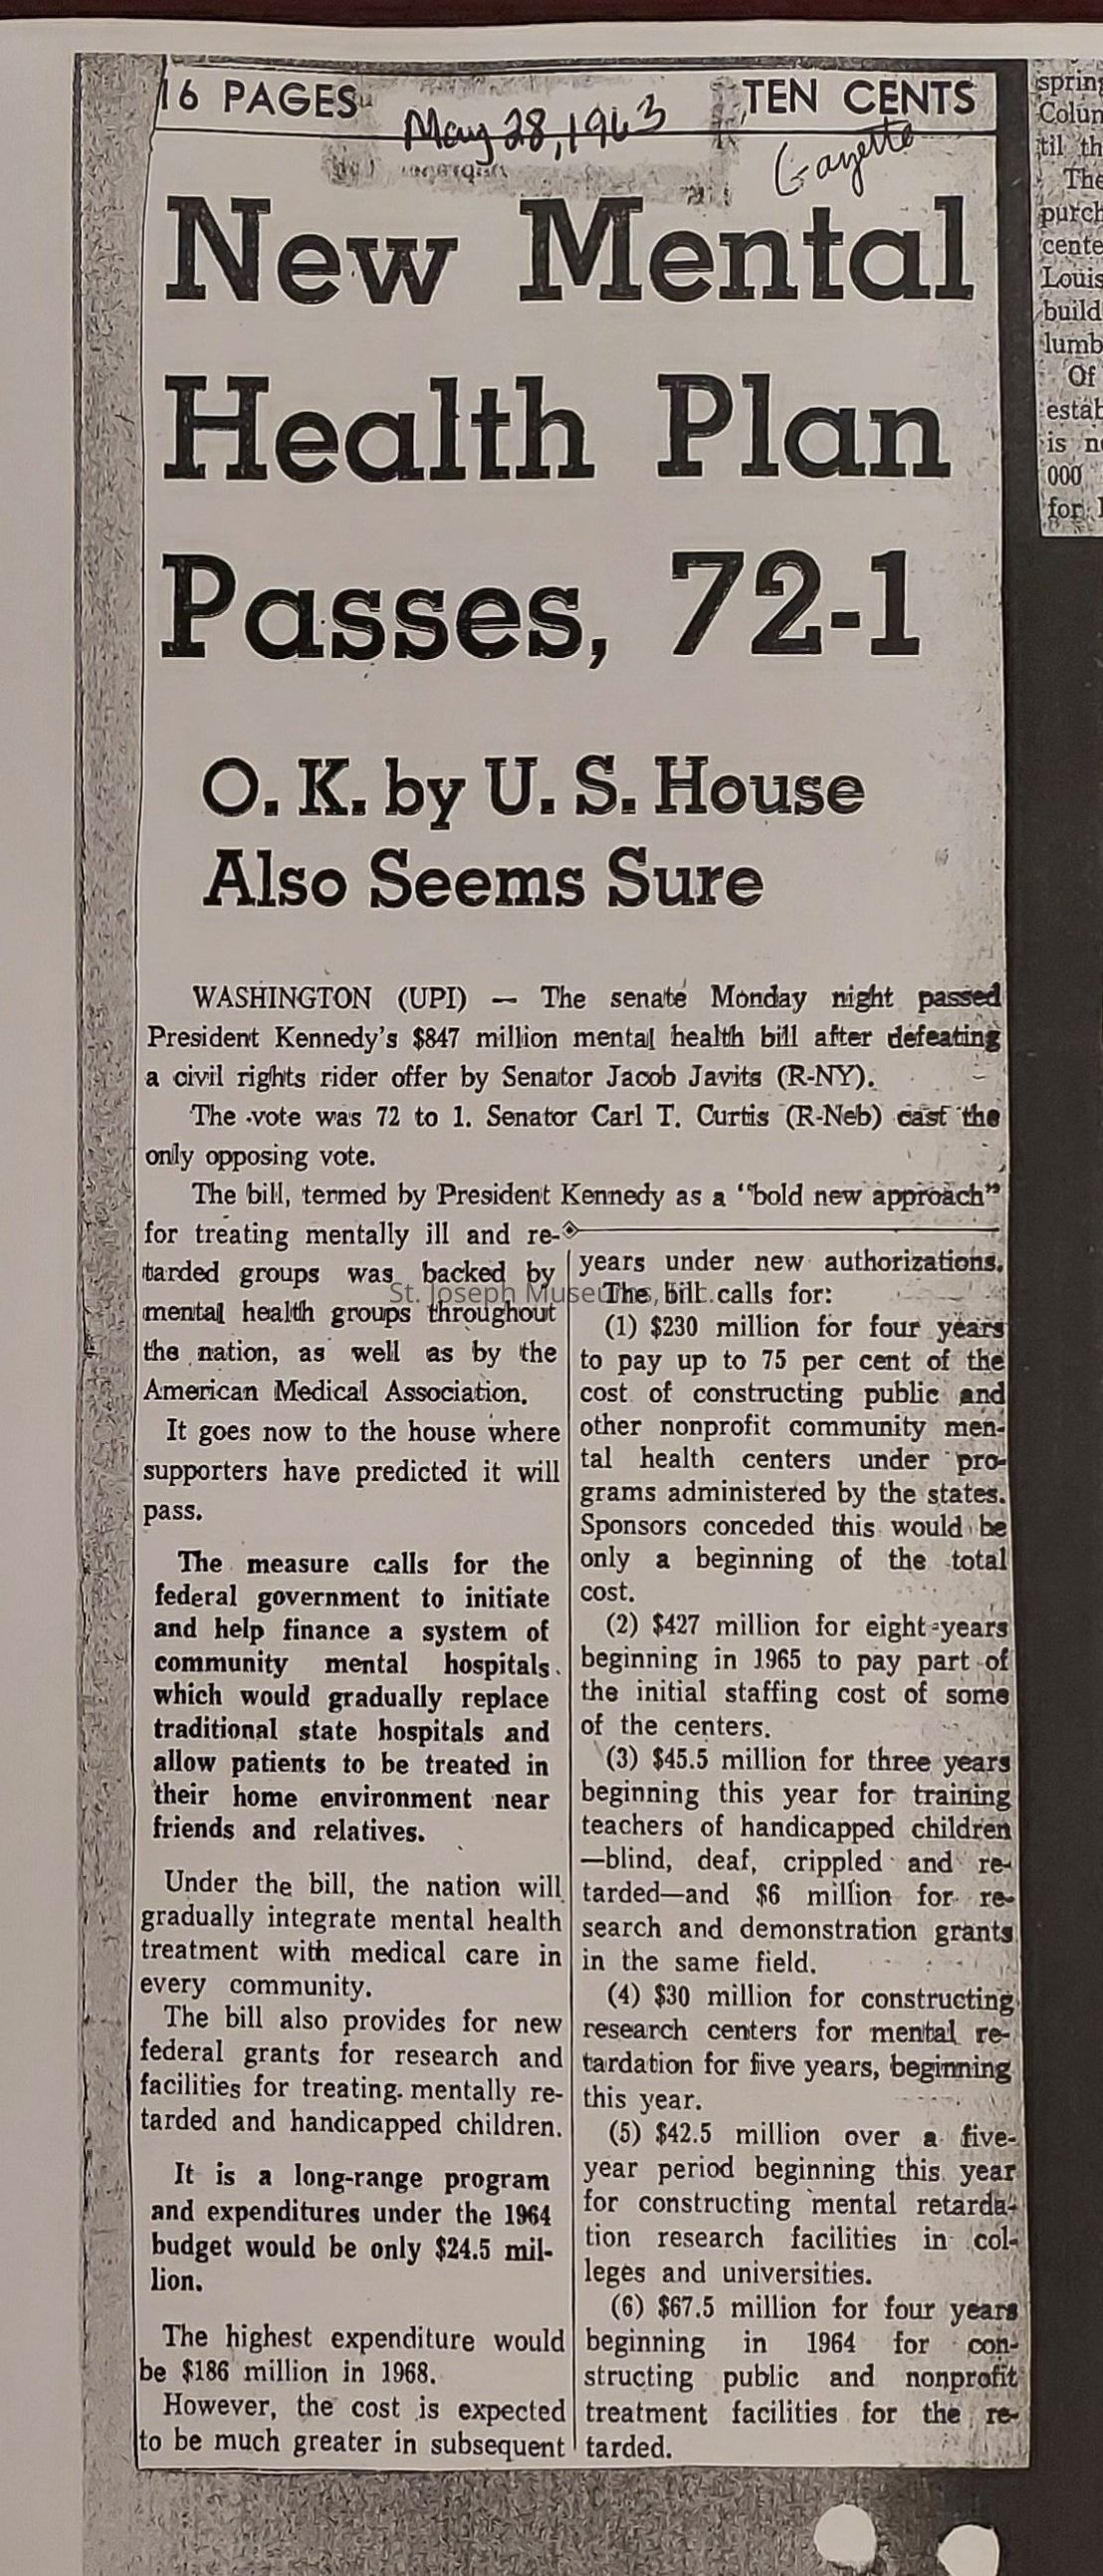 16 PAGES
TEN CENTS
May 28, 1963
Gazette
New Mental
Health Plan
Passes, 72-1
O. K. by U. S. House
Also Seems Sure
WASHINGTON (UPI) — The senate Monday night passed
President Kennedy's $847 million mental health bill after defeating
a civil rights rider offer by Senator Jacob Javits (R-NY).
The vote was 72 to 1. Senator Carl T. Curtis (R-Neb) cast the
only opposing vote.
The bill, termed by President Kennedy as a "bold new approach"
for treating mentally ill and re-
tarded groups was backed by
mental health groups throughout
the nation, as well as by the
American Medical Association.
It goes now to the house where
supporters have predicted it will
pass.
The measure calls for the
federal government to initiate
and help finance a system of
community mental hospitals
which would gradually replace
traditional state hospitals and
allow patients to be treated in
their home environment near
friends and relatives.
Under the bill, the nation will
gradually integrate mental health
treatment with medical care in
every community.
The bill also provides for new
federal grants for research and
facilities for treating mentally re-
tarded and handicapped children.
It is a long-range program
and expenditures under the 1964
budget would be only $24.5 mil-
lion.
The highest expenditure would
be $186 million in 1968.
However, the cost is expected
to be much greater in subsequent
years under new authorizations.
The bill calls for:
(1) $230 million for four years
to pay up to 75 per cent of the
cost of constructing public and
other nonprofit community men-
tal health centers under pro-
grams administered by the states.
Sponsors conceded this would be
only a beginning of the total
cost.
(2) $427 million for eight years
beginning in 1965 to pay part of
the initial staffing cost of some
of the centers.
(3) $45.5 million for three years
beginning this year for training
teachers of handicapped children
—blind, deaf, crippled and re-
tarded—and $6 million for re-
search and demonstration grants
in the same field.
(4) $30 million for constructing
research centers for mental re-
tardation for five years, beginning
this year.
(5) $42.5 million over a five-
year period beginning this year
for constructing mental retarda-
tion research facilities in col-
leges and universities.
(6) $67.5 million for four years
beginning in 1964 for con-
structing public and nonprofit
treatment facilities for the re-
tarded.
St. Joseph Museums, Inc.
spring
Colum
til th
The
purch
cente
Louis
build
lumb
Of
estab
is n
000
for